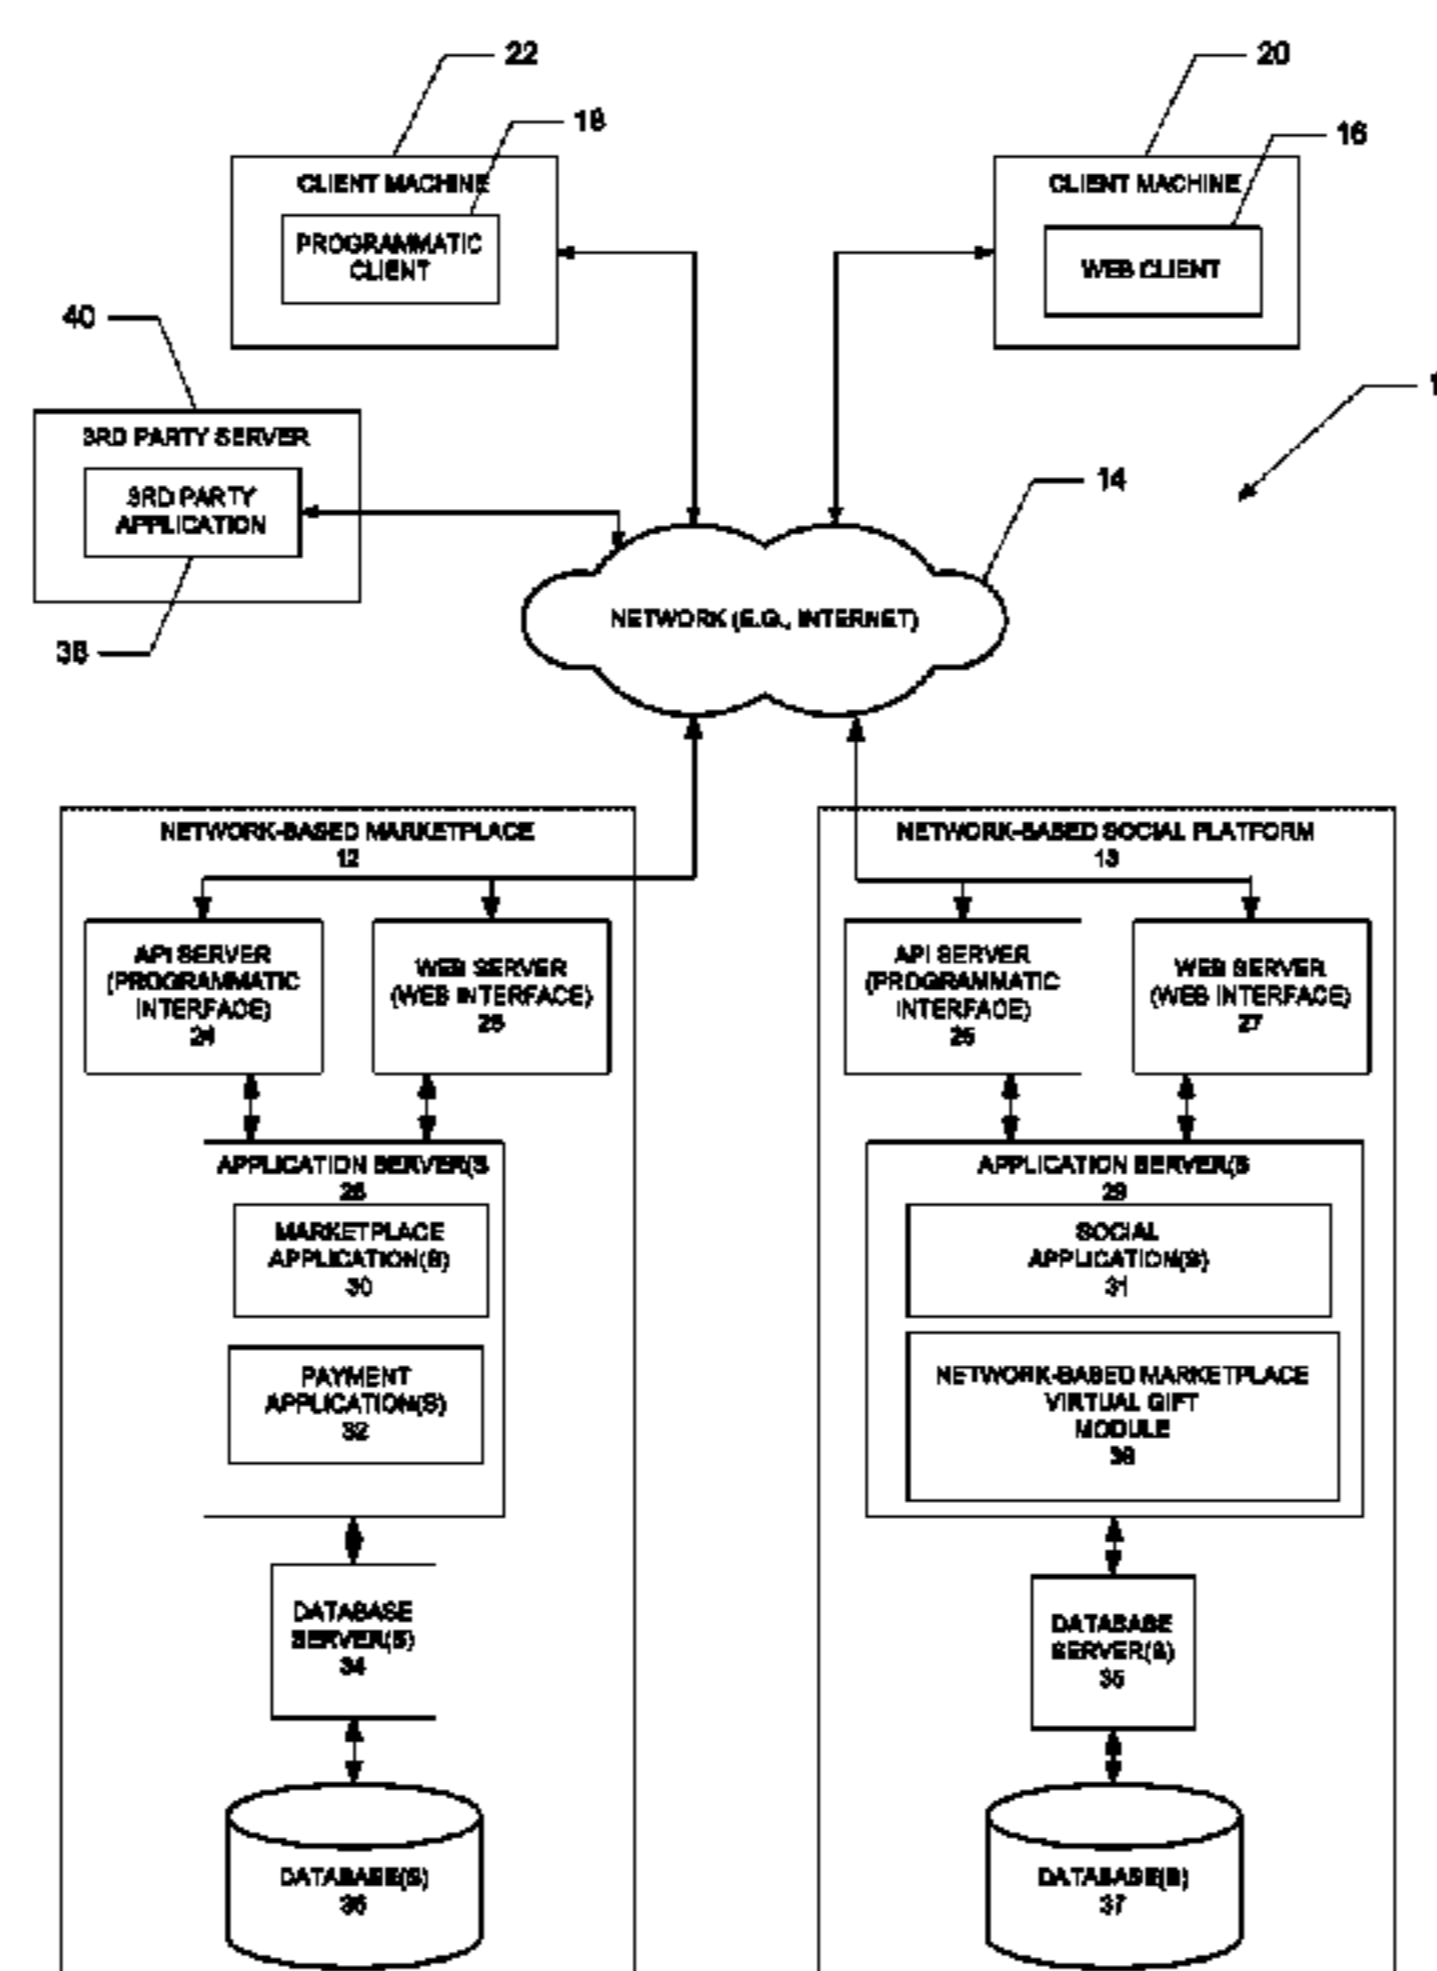 22
20
18
16
CLIENT MACHINE
PROGRAMMATIC
CLIENT
CLIENT MACHINE
WEB CLIENT
40
3RD PARTY SERVER
3RD PARTY
APPLICATION
38
14
NETWORK (E.G., INTERNET)
NETWORK-BASED MARKETPLACE
12
API SERVER
(PROGRAMMATIC
INTERFACE)
24
WEB SERVER
(WEB INTERFACE)
NETWORK-BASED SOCIAL PLATFORM
13
API SERVER
(PROGRAMMATIC
INTERFACE)
WEB SERVER
(WEB INTERFACE)
27
APPLICATION SERVER(S
28
MARKETPLACE
APPLICATION(S)
30
PAYMENT
APPLICATION(S)
32
APPLICATION SERVER(S
29
SOCIAL
APPLICATION(S)
31
NETWORK-BASED MARKETPLACE
VIRTUAL GIFT
MODULE
DATABASE
SERVER(S)
34
DATABASE
SERVER(S)
35
DATABASE(S)
36
DATABASE(S)
37